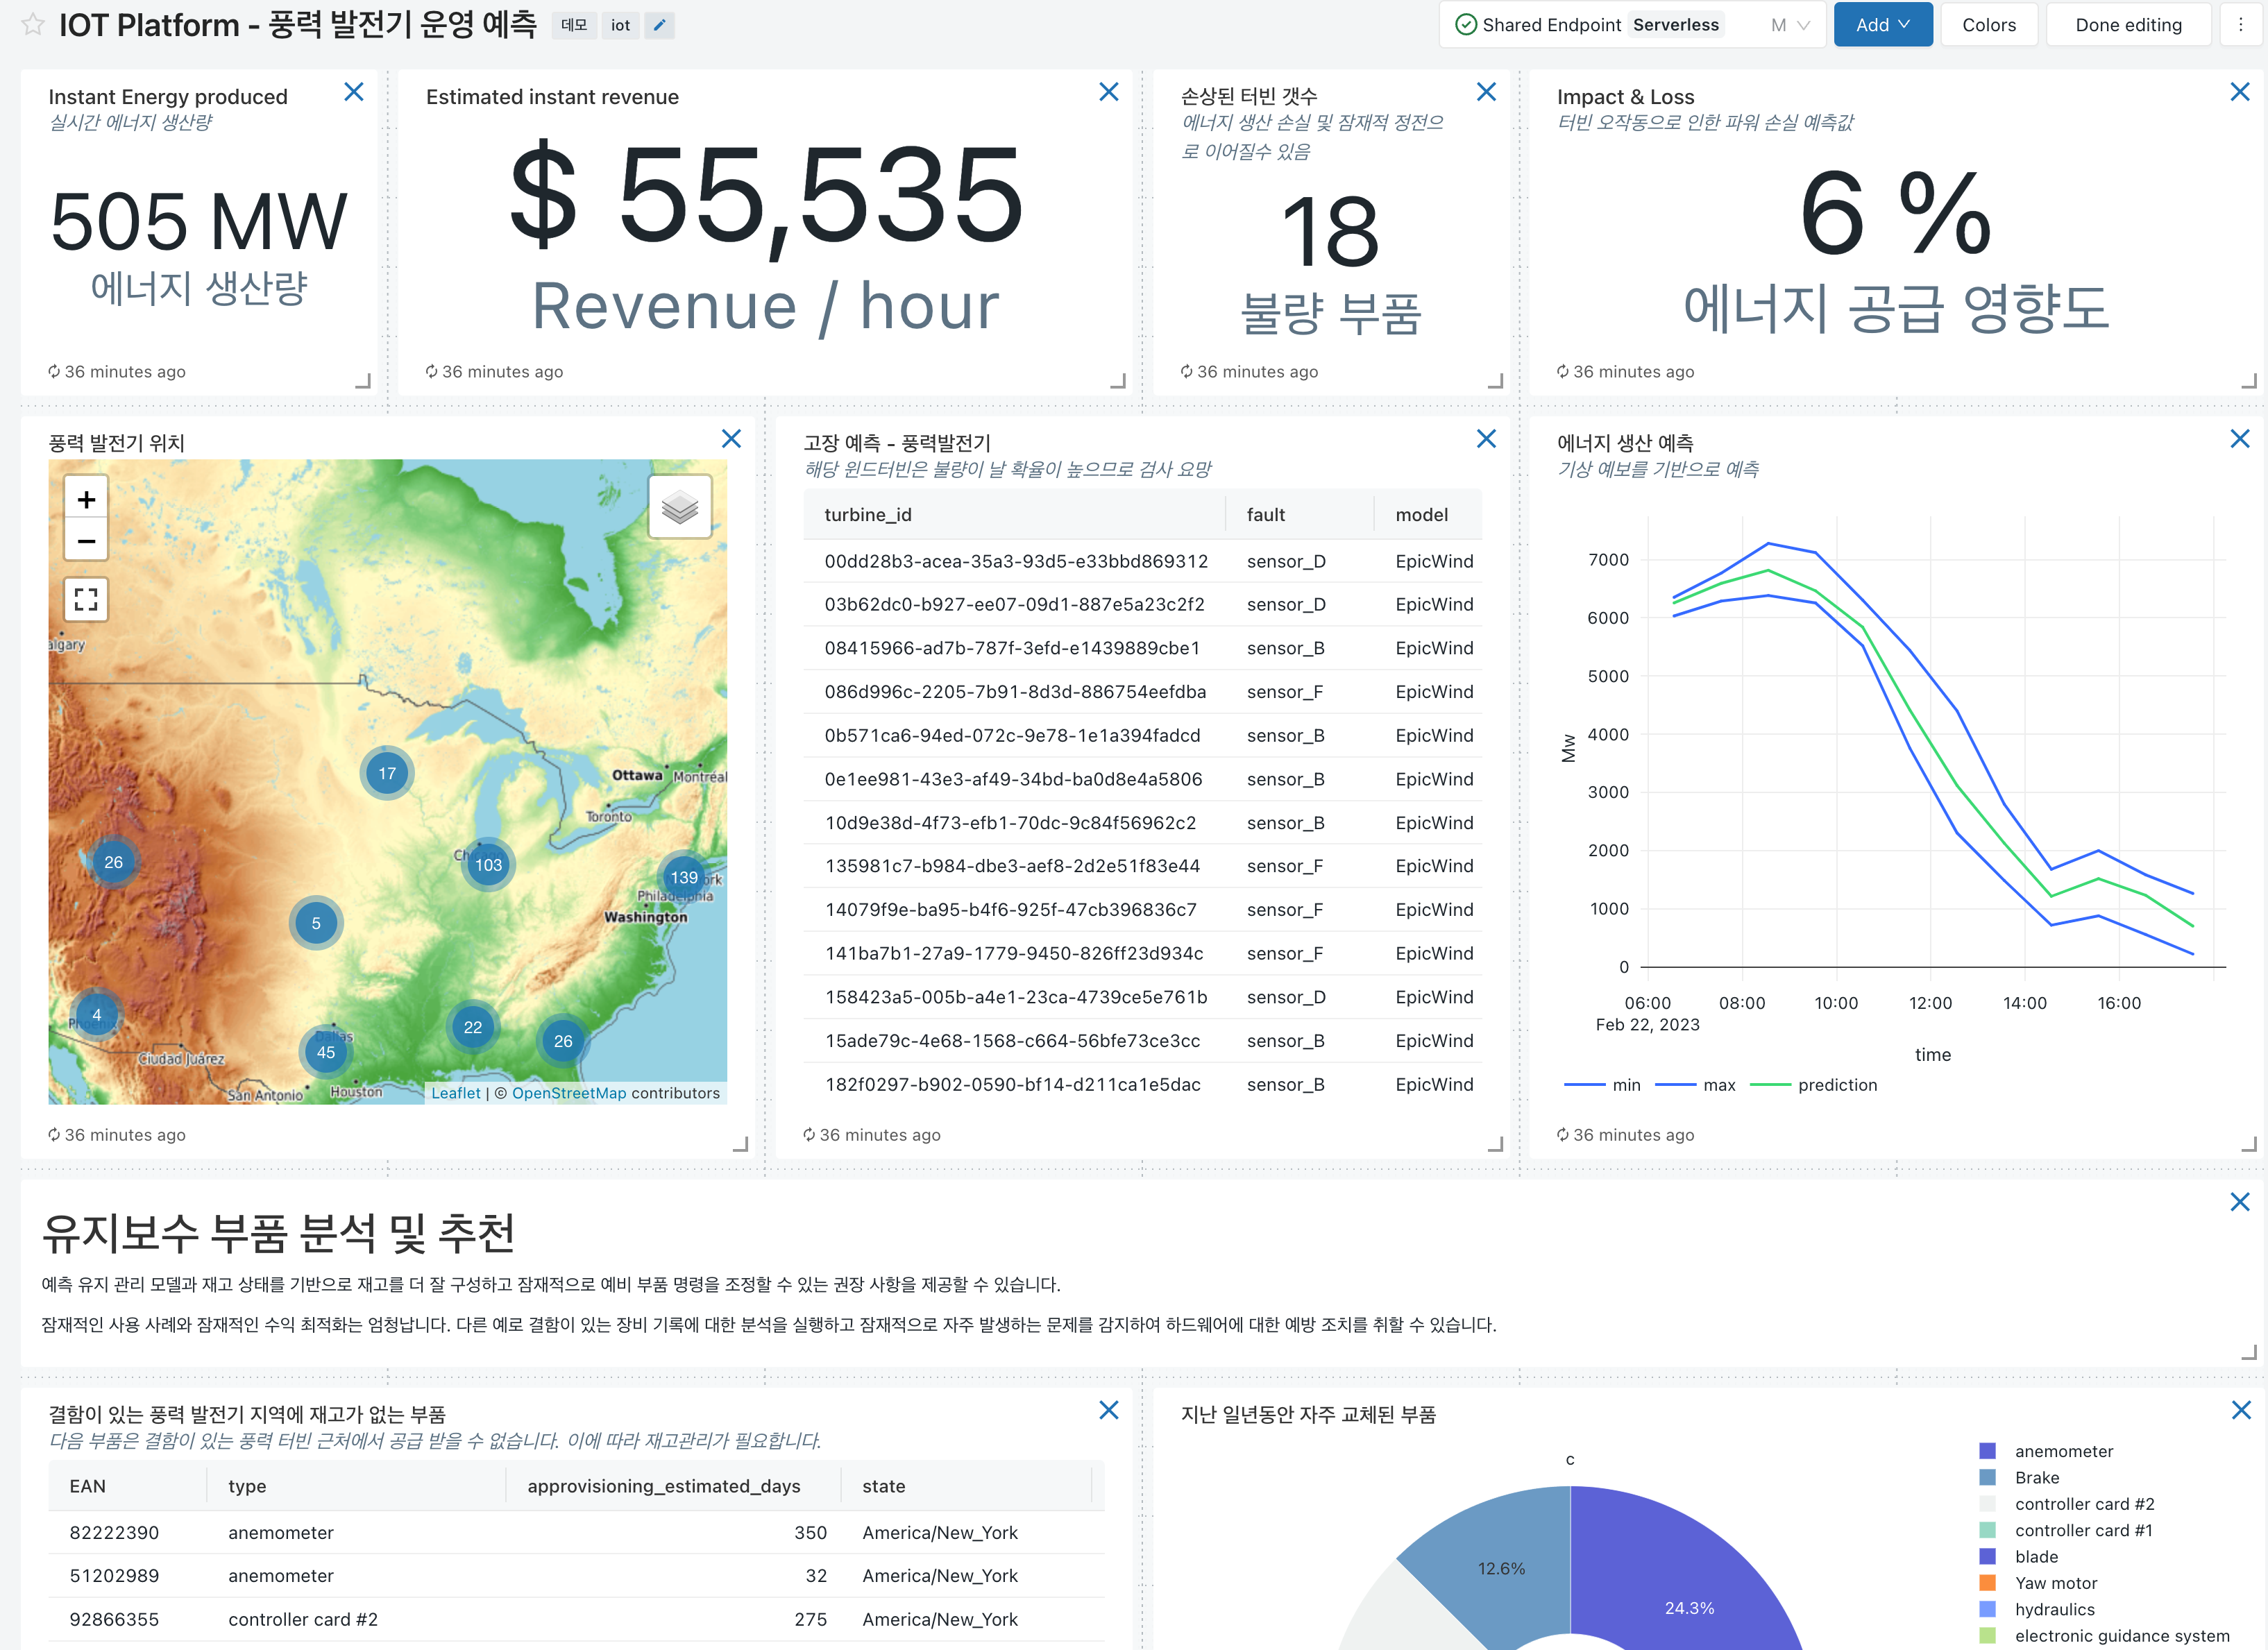 IOT Platform - 풍력 발전기 운영 예측 데모 iot
Shared Endpoint Serverless M
Add
Colors
Done editing
Instant Energy produced
실시간 에너지 생산량
505 MW
에너지 생산량
36 minutes ago
Estimated instant revenue
$ 55,535
Revenue / hour
36 minutes ago
손상된 터빈 갯수
에너지 생산 손실 및 잠재적 정전으
로 이어질수 있음
18
불량 부품
36 minutes ago
Impact & Loss
터빈 오작동으로 인한 파워 손실 예측값
6 %
에너지 공급 영향도
36 minutes ago
풍력 발전기 위치
+
−
algary
17
Ottawa
Montréal
Toronto
26
103
139
Philadelphia
Washington
5
4
Phoenix
Dallas
45
22
26
Ciudad Juárez
San Antonio
Houston
Leaflet | © OpenStreetMap contributors
36 minutes ago
고장 예측 - 풍력발전기
해당 윈드터빈은 불량이 날 확율이 높으므로 검사 요망
turbine_id fault model
00dd28b3-acea-35a3-93d5-e33bbd869312 sensor_D EpicWind
03b62dc0-b927-ee07-09d1-887e5a23c2f2 sensor_D EpicWind
08415966-ad7b-787f-3efd-e1439889cbe1 sensor_B EpicWind
086d996c-2205-7b91-8d3d-886754eefdba sensor_F EpicWind
0b571ca6-94ed-072c-9e78-1e1a394fadcd sensor_B EpicWind
0e1ee981-43e3-af49-34bd-ba0d8e4a5806 sensor_B EpicWind
10d9e38d-4f73-efb1-70dc-9c84f56962c2 sensor_B EpicWind
135981c7-b984-dbe3-aef8-2d2e51f83e44 sensor_F EpicWind
14079f9e-ba95-b4f6-925f-47cb396836c7 sensor_F EpicWind
141ba7b1-27a9-1779-9450-826ff23d934c sensor_F EpicWind
158423a5-005b-a4e1-23ca-4739ce5e761b sensor_D EpicWind
15ade79c-4e68-1568-c664-56bfe73ce3cc sensor_B EpicWind
182f0297-b902-0590-bf14-d211ca1e5dac sensor_B EpicWind
36 minutes ago
에너지 생산 예측
기상 예보를 기반으로 예측
7000
6000
5000
4000
3000
2000
1000
0
Mw
06:00 08:00 10:00 12:00 14:00 16:00
Feb 22, 2023
time
min max prediction
36 minutes ago
유지보수 부품 분석 및 추천
예측 유지 관리 모델과 재고 상태를 기반으로 재고를 더 잘 구성하고 잠재적으로 예비 부품 명령을 조정할 수 있는 권장 사항을 제공할 수 있습니다.
잠재적인 사용 사례와 잠재적인 수익 최적화는 엄청납니다. 다른 예로 결함이 있는 장비 기록에 대한 분석을 실행하고 잠재적으로 자주 발생하는 문제를 감지하여 하드웨어에 대한 예방 조치를 취할 수 있습니다.
결함이 있는 풍력 발전기 지역에 재고가 없는 부품
다음 부품은 결함이 있는 풍력 터빈 근처에서 공급 받을 수 없습니다. 이에 따라 재고관리가 필요합니다.
EAN type approvisioning_estimated_days state
82222390 anemometer 350 America/New_York
51202989 anemometer 32 America/New_York
92866355 controller card #2 275 America/New_York
지난 일년동안 자주 교체된 부품
c
12.6%
24.3%
anemometer
Brake
controller card #2
controller card #1
blade
Yaw motor
hydraulics
electronic guidance system